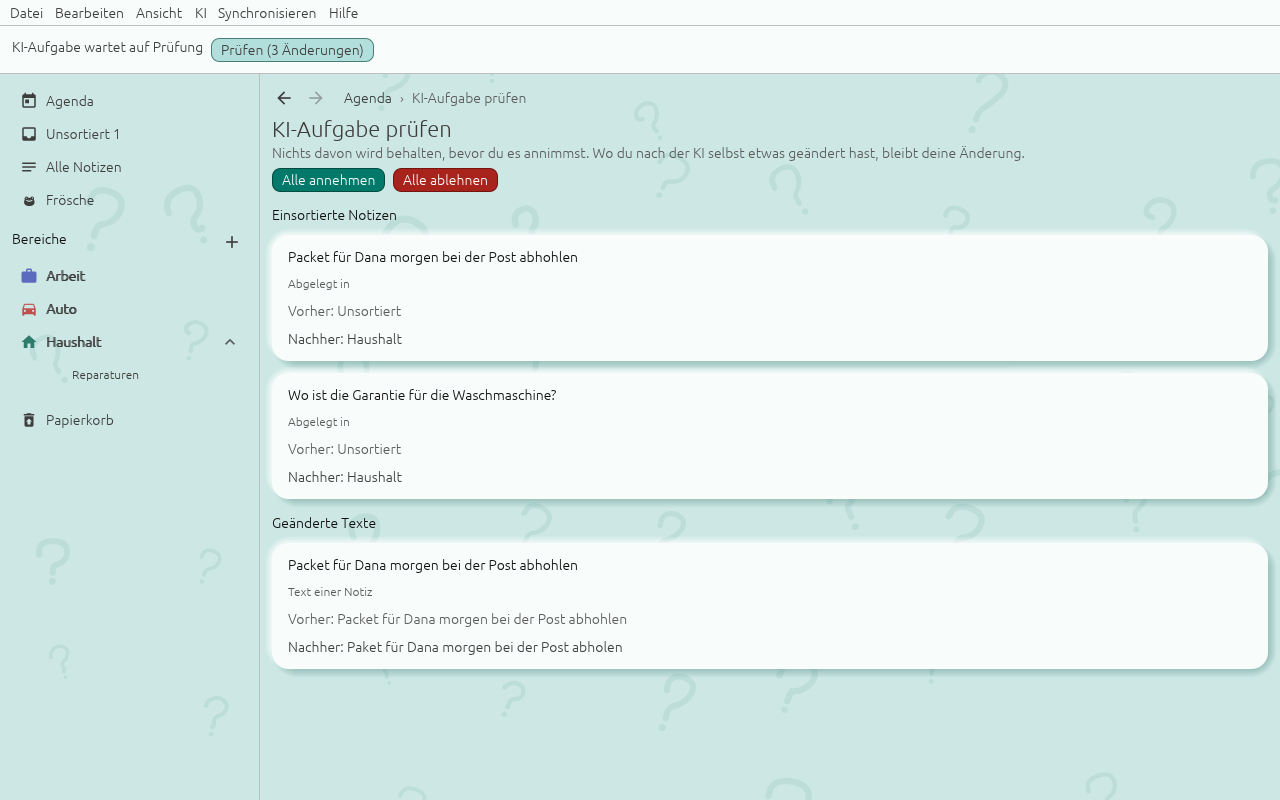 Datei Bearbeiten Ansicht KI Synchronisieren Hilfe
KI-Aufgabe wartet auf Prüfung Prüfen (3 Änderungen)
Agenda
Unsortiert 1
Alle Notizen
Frösche
Bereiche
Arbeit
Auto
Haushalt
Reparaturen
Papierkorb
Agenda › KI-Aufgabe prüfen
KI-Aufgabe prüfen
Nichts davon wird behalten, bevor du es annimmst. Wo du nach der KI selbst etwas geändert hast, bleibt deine Änderung.
Alle annehmen Alle ablehnen
Einsortierte Notizen
Packet für Dana morgen bei der Post abhohlen
Abgelegt in
Vorher: Unsortiert
Nachher: Haushalt
Wo ist die Garantie für die Waschmaschine?
Abgelegt in
Vorher: Unsortiert
Nachher: Haushalt
Geänderte Texte
Packet für Dana morgen bei der Post abhohlen
Text einer Notiz
Vorher: Packet für Dana morgen bei der Post abhohlen
Nachher: Paket für Dana morgen bei der Post abholen